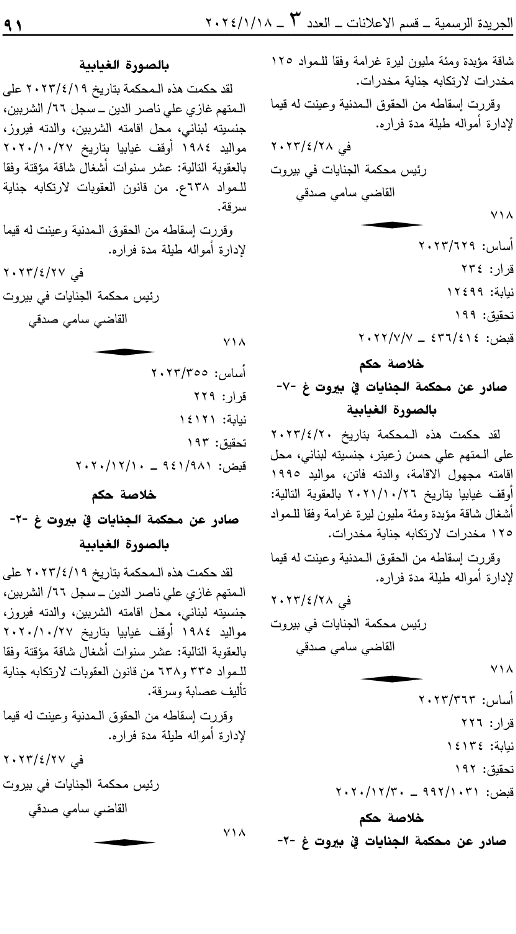 الجريدة الرسمية ــ قسم الاعلانات ــ العدد ٣ ــ ٢٠٢٤/١/١٨
٩١
شاقة مؤبدة ومئة مليون ليرة غرامة وفقا للمواد ١٢٥
مخدرات لارتكابه جناية مخدرات.
وقررت إسقاطه من الحقوق المدنية وعينت له قيما
لإدارة أمواله طيلة مدة فراره.
في ٢٠٢٣/٤/٢٨
رئيس محكمة الجنايات في بيروت
القاضي سامي صدقي
٧١٨
أساس: ٢٠٢٣/٦٢٩
قرار: ٢٣٤
نيابة: ١٢٤٩٩
تحقيق: ١٩٩
قبض: ٤٣٦/٤١٤ ــ ٢٠٢٢/٧/٧
خلاصة حكم
صادر عن محكمة الجنايات في بيروت غ -٧-
بالصورة الغيابية
لقد حكمت هذه المحكمة بتاريخ ٢٠٢٣/٤/٢٠
على المتهم علي حسن زعيتر، جنسيته لبناني، محل
اقامته مجهول الاقامة، والدته فاتن، مواليد ١٩٩٥
أوقف غيابيا بتاريخ ٢٠٢١/١٠/٢٦ بالعقوبة التالية:
أشغال شاقة مؤبدة ومئة مليون ليرة غرامة وفقا للمواد
١٢٥ مخدرات لارتكابه جناية مخدرات.
وقررت إسقاطه من الحقوق المدنية وعينت له قيما
لإدارة أمواله طيلة مدة فراره.
في ٢٠٢٣/٤/٢٨
رئيس محكمة الجنايات في بيروت
القاضي سامي صدقي
٧١٨
أساس: ٢٠٢٣/٣٦٣
قرار: ٢٢٦
نيابة: ١٤١٣٤
تحقيق: ١٩٢
قبض: ٩٩٢/١٠٣١ ــ ٢٠٢٠/١٢/٣٠
خلاصة حكم
صادر عن محكمة الجنايات في بيروت غ -٢-
بالصورة الغيابية
لقد حكمت هذه المحكمة بتاريخ ٢٠٢٣/٤/١٩ على
المتهم غازي علي ناصر الدين ــ سجل ٦٦/ الشربين،
جنسيته لبناني، محل اقامته الشربين، والدته فيروز،
مواليد ١٩٨٤ أوقف غيابيا بتاريخ ٢٠٢٠/١٠/٢٧
بالعقوبة التالية: عشر سنوات أشغال شاقة مؤقتة وفقا
للمواد ٦٣٨ع. من قانون العقوبات لارتكابه جناية
سرقة.
وقررت إسقاطه من الحقوق المدنية وعينت له قيما
لإدارة أمواله طيلة مدة فراره.
في ٢٠٢٣/٤/٢٧
رئيس محكمة الجنايات في بيروت
القاضي سامي صدقي
٧١٨
أساس: ٢٠٢٣/٣٥٥
قرار: ٢٢٩
نيابة: ١٤١٢١
تحقيق: ١٩٣
قبض: ٩٤١/٩٨١ ــ ٢٠٢٠/١٢/١٠
خلاصة حكم
صادر عن محكمة الجنايات في بيروت غ -٢-
بالصورة الغيابية
لقد حكمت هذه المحكمة بتاريخ ٢٠٢٣/٤/١٩ على
المتهم غازي علي ناصر الدين ــ سجل ٦٦/ الشربين،
جنسيته لبناني، محل اقامته الشربين، والدته فيروز،
مواليد ١٩٨٤ أوقف غيابيا بتاريخ ٢٠٢٠/١٠/٢٧
بالعقوبة التالية: عشر سنوات أشغال شاقة مؤقتة وفقا
للمواد ٣٣٥ و٦٣٨ من قانون العقوبات لارتكابه جناية
تأليف عصابة وسرقة.
وقررت إسقاطه من الحقوق المدنية وعينت له قيما
لإدارة أمواله طيلة مدة فراره.
في ٢٠٢٣/٤/٢٧
رئيس محكمة الجنايات في بيروت
القاضي سامي صدقي
٧١٨